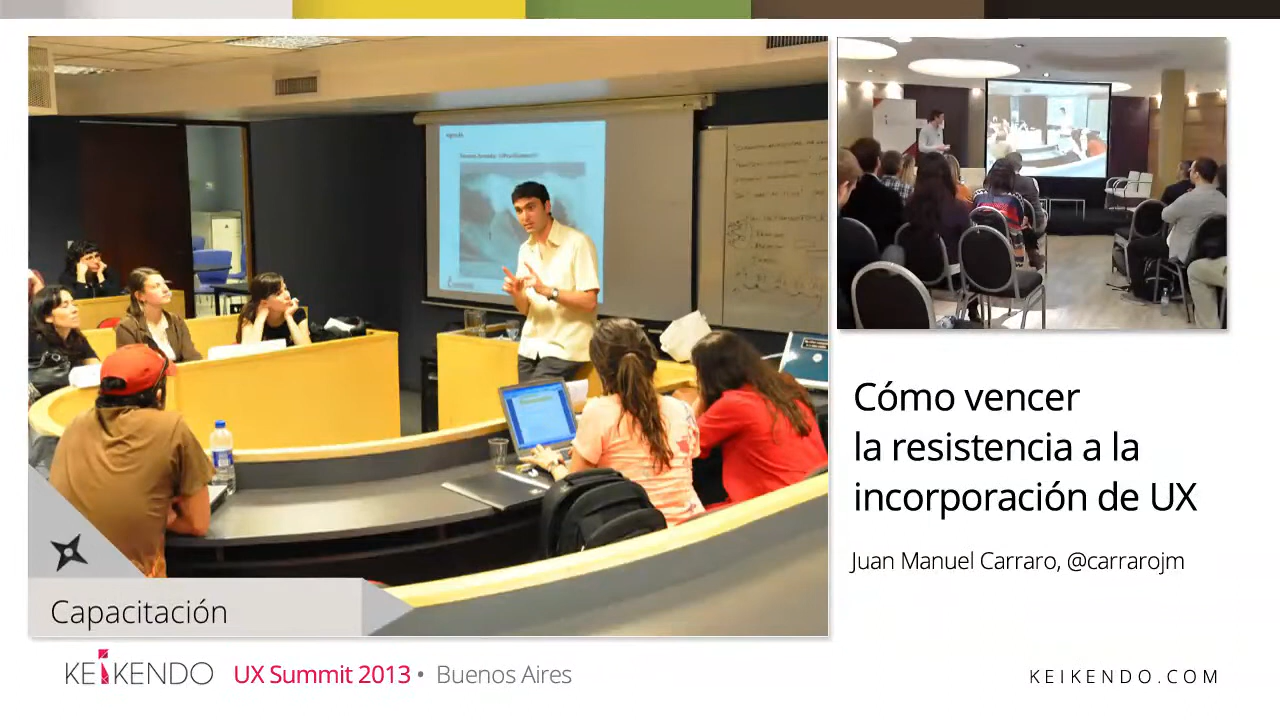 Capacitación
Cómo vencer
la resistencia a la
incorporación de UX
Juan Manuel Carraro, @carrarojm
KEIKENDO UX Summit 2013 • Buenos Aires
KEIKENDO.COM